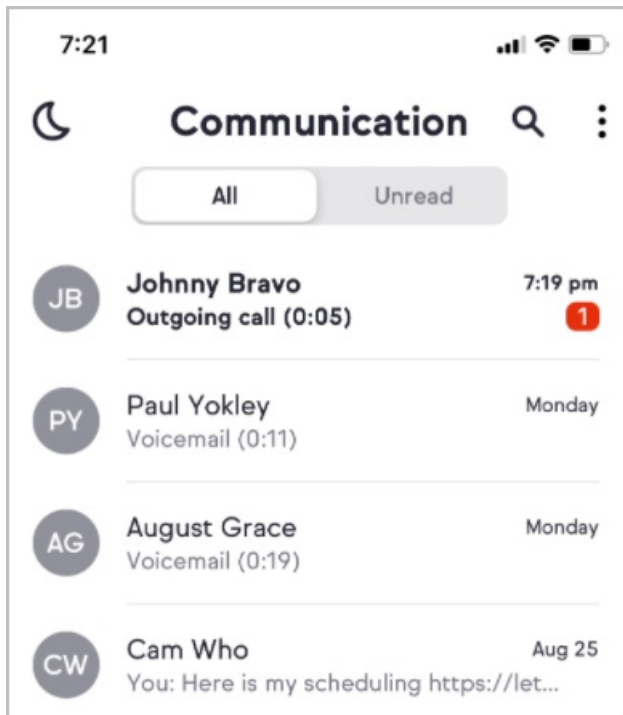 7:21
Communication
All Unread
JB Johnny Bravo 7:19 pm
Outgoing call (0:05) 1
PY Paul Yokley Monday
Voicemail (0:11)
AG August Grace Monday
Voicemail (0:19)
CW Cam Who Aug 25
You: Here is my scheduling https://let...